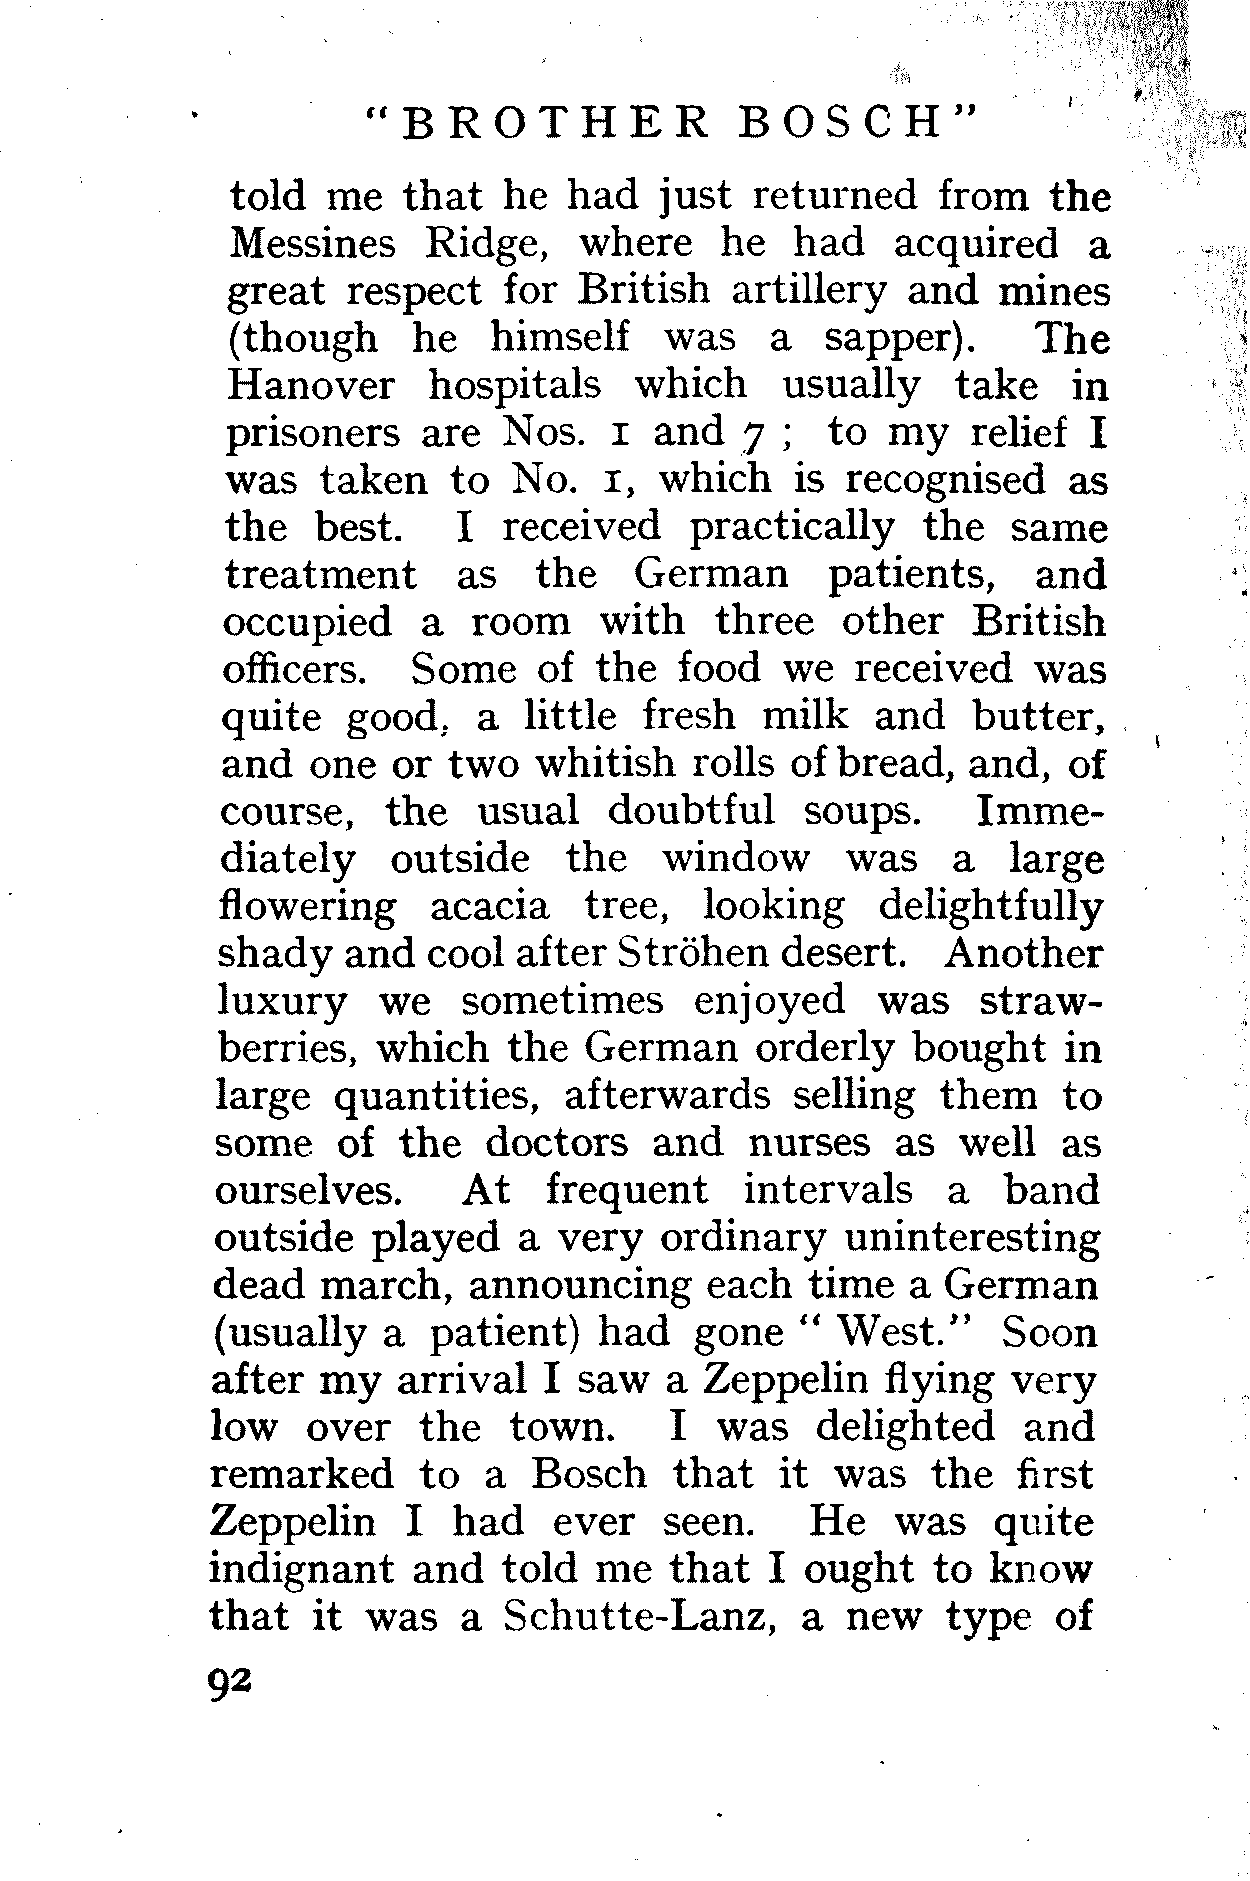 "BROTHER BOSCH"
told me that he had just returned from the
Messines Ridge, where he had acquired a
great respect for British artillery and mines
(though he himself was a sapper). The
Hanover hospitals which usually take in
prisoners are Nos. 1 and 7 ; to my relief I
was taken to No. 1, which is recognised as
the best. I received practically the same
treatment as the German patients, and
occupied a room with three other British
officers. Some of the food we received was
quite good, a little fresh milk and butter,
and one or two whitish rolls of bread, and, of
course, the usual doubtful soups. Imme-
diately outside the window was a large
flowering acacia tree, looking delightfully
shady and cool after Ströhen desert. Another
luxury we sometimes enjoyed was straw-
berries, which the German orderly bought in
large quantities, afterwards selling them to
some of the doctors and nurses as well as
ourselves. At frequent intervals a band
outside played a very ordinary uninteresting
dead march, announcing each time a German
(usually a patient) had gone " West." Soon
after my arrival I saw a Zeppelin flying very
low over the town. I was delighted and
remarked to a Bosch that it was the first
Zeppelin I had ever seen. He was quite
indignant and told me that I ought to know
that it was a Schutte-Lanz, a new type of
92